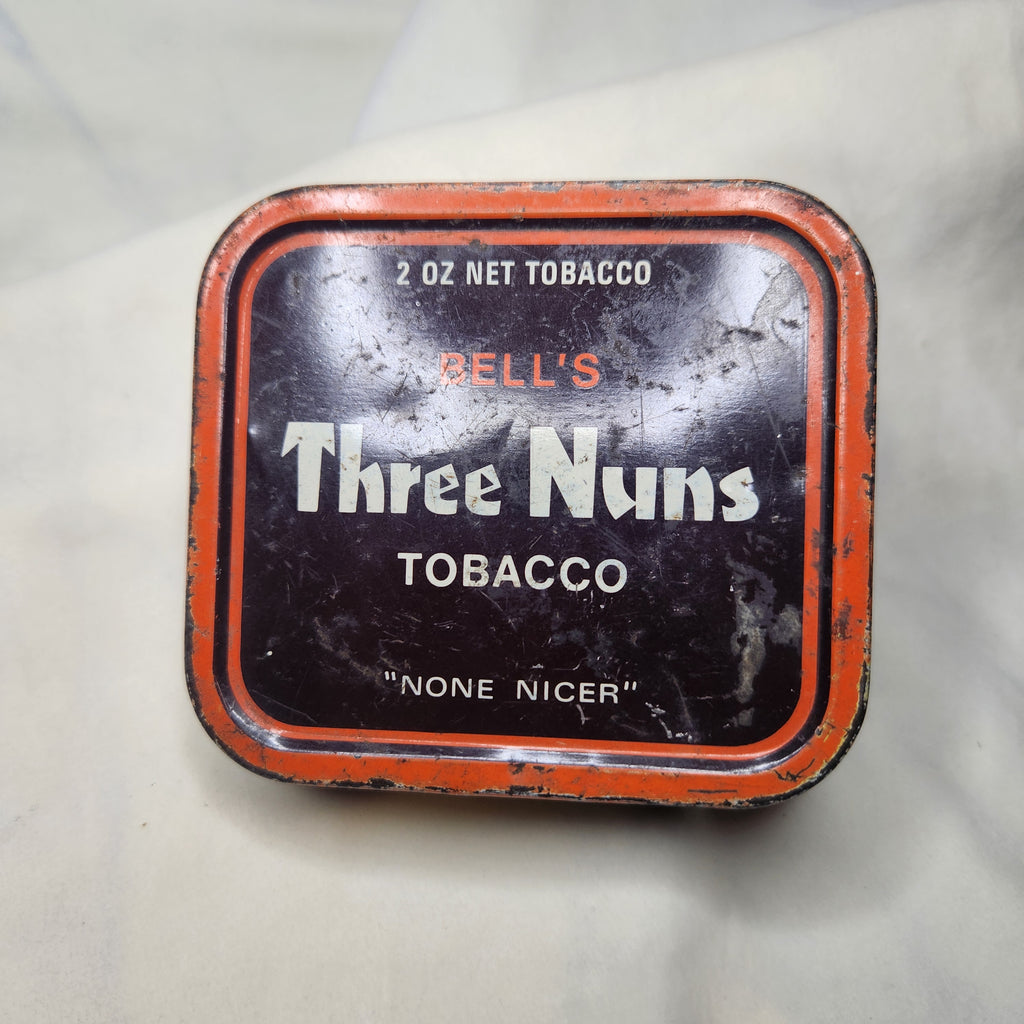 2 OZ NET TOBACCO
BELL'S
Three Nuns
TOBACCO
"NONE NICER"